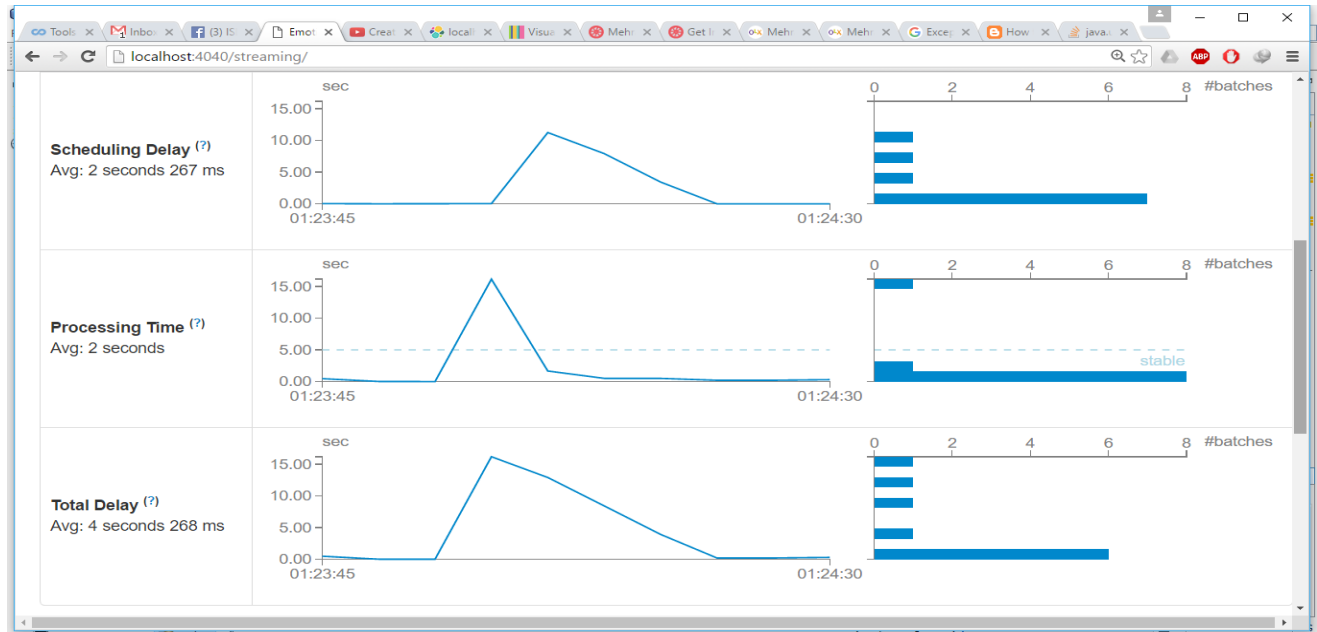 Tools
Inbo
(3) IS
Emot
Creat
locall
Visua
Mehr
Get I
Mehr
Mehr
Excep
How
java.u
localhost:4040/streaming/
ABP
sec
0 2 4 6 8 #batches
15.00
10.00
Scheduling Delay (?)
Avg: 2 seconds 267 ms
5.00
0.00
01:23:45 01:24:30
sec
0 2 4 6 8 #batches
15.00
10.00
Processing Time (?)
Avg: 2 seconds
5.00
stable
0.00
01:23:45 01:24:30
sec
0 2 4 6 8 #batches
15.00
10.00
Total Delay (?)
Avg: 4 seconds 268 ms
5.00
0.00
01:23:45 01:24:30